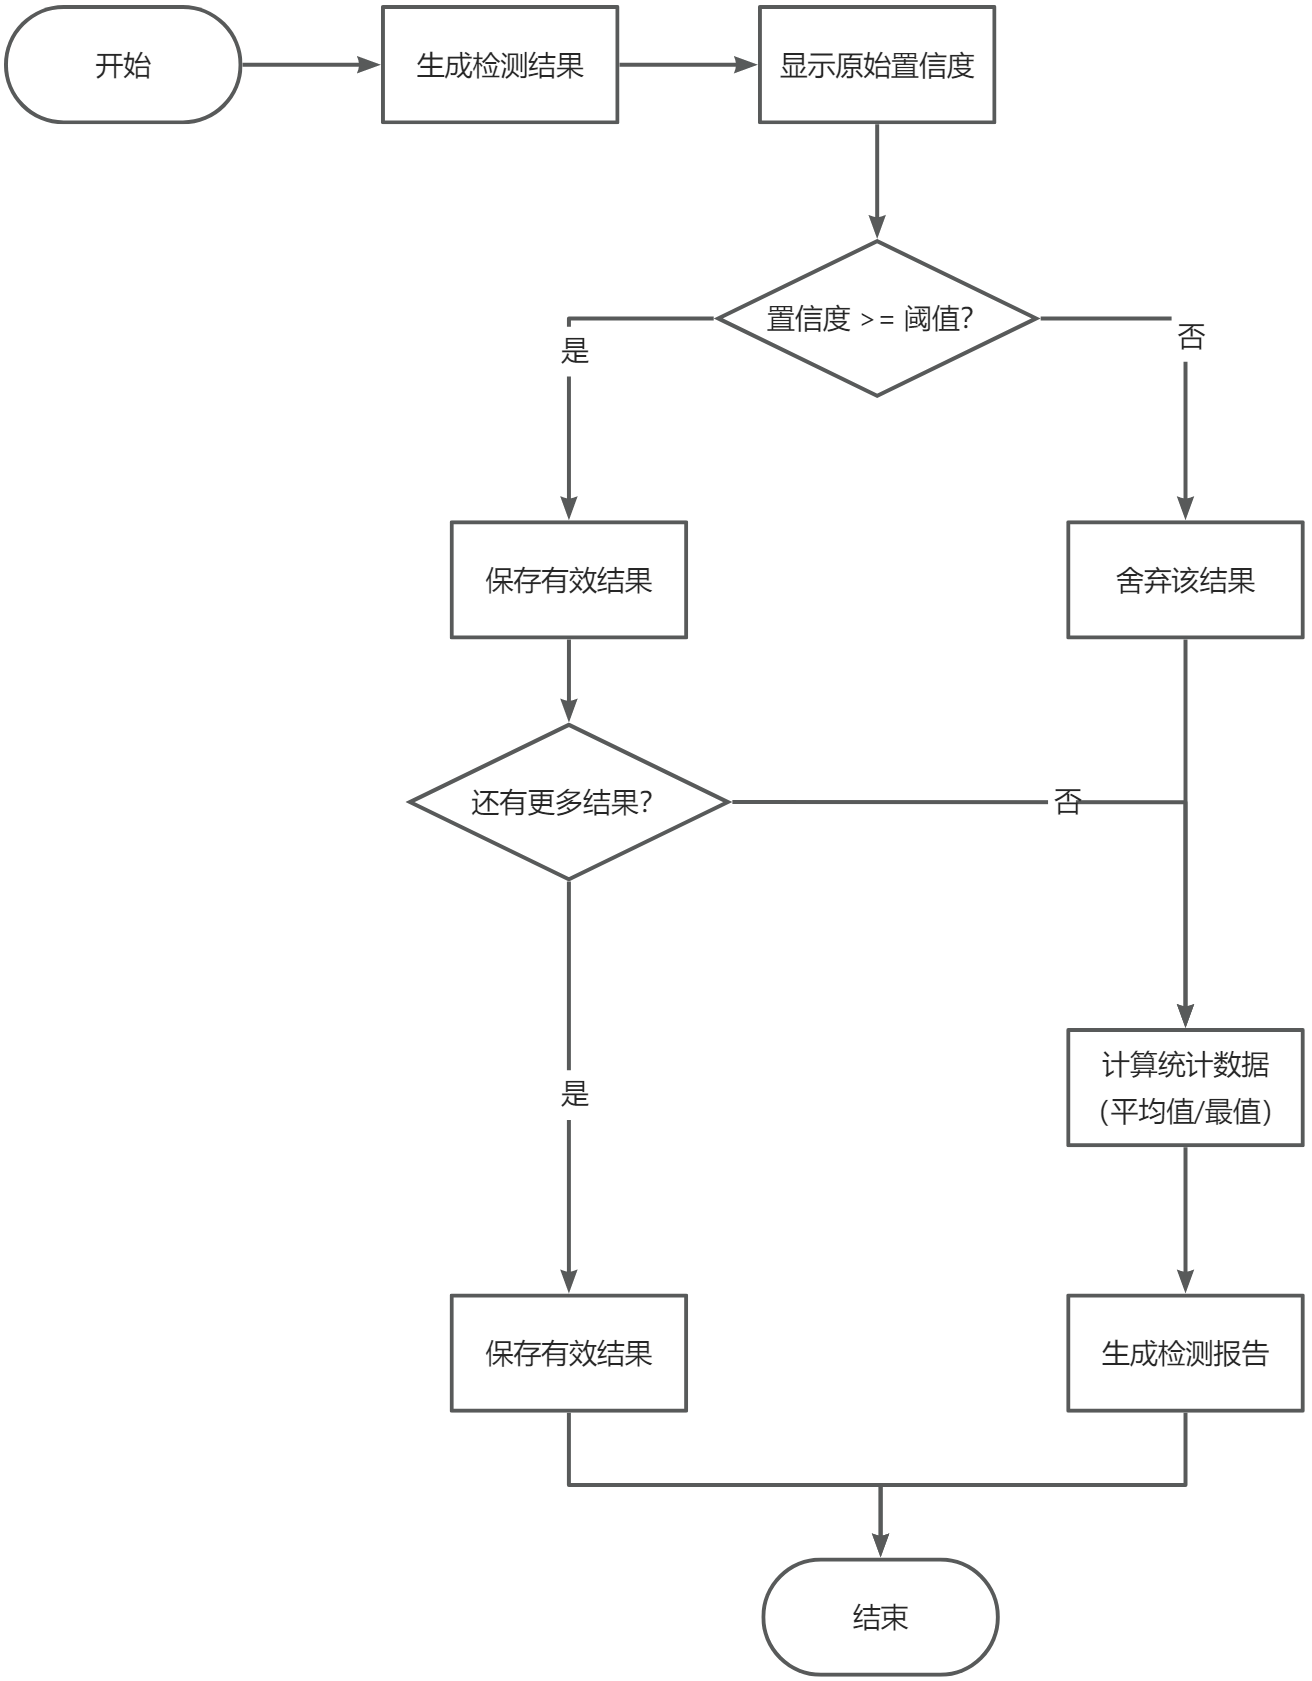 开始
生成检测结果
显示原始置信度
置信度 >= 阈值？
是
否
保存有效结果
舍弃该结果
还有更多结果？
否
计算统计数据
（平均值/最值）
是
保存有效结果
生成检测报告
结束